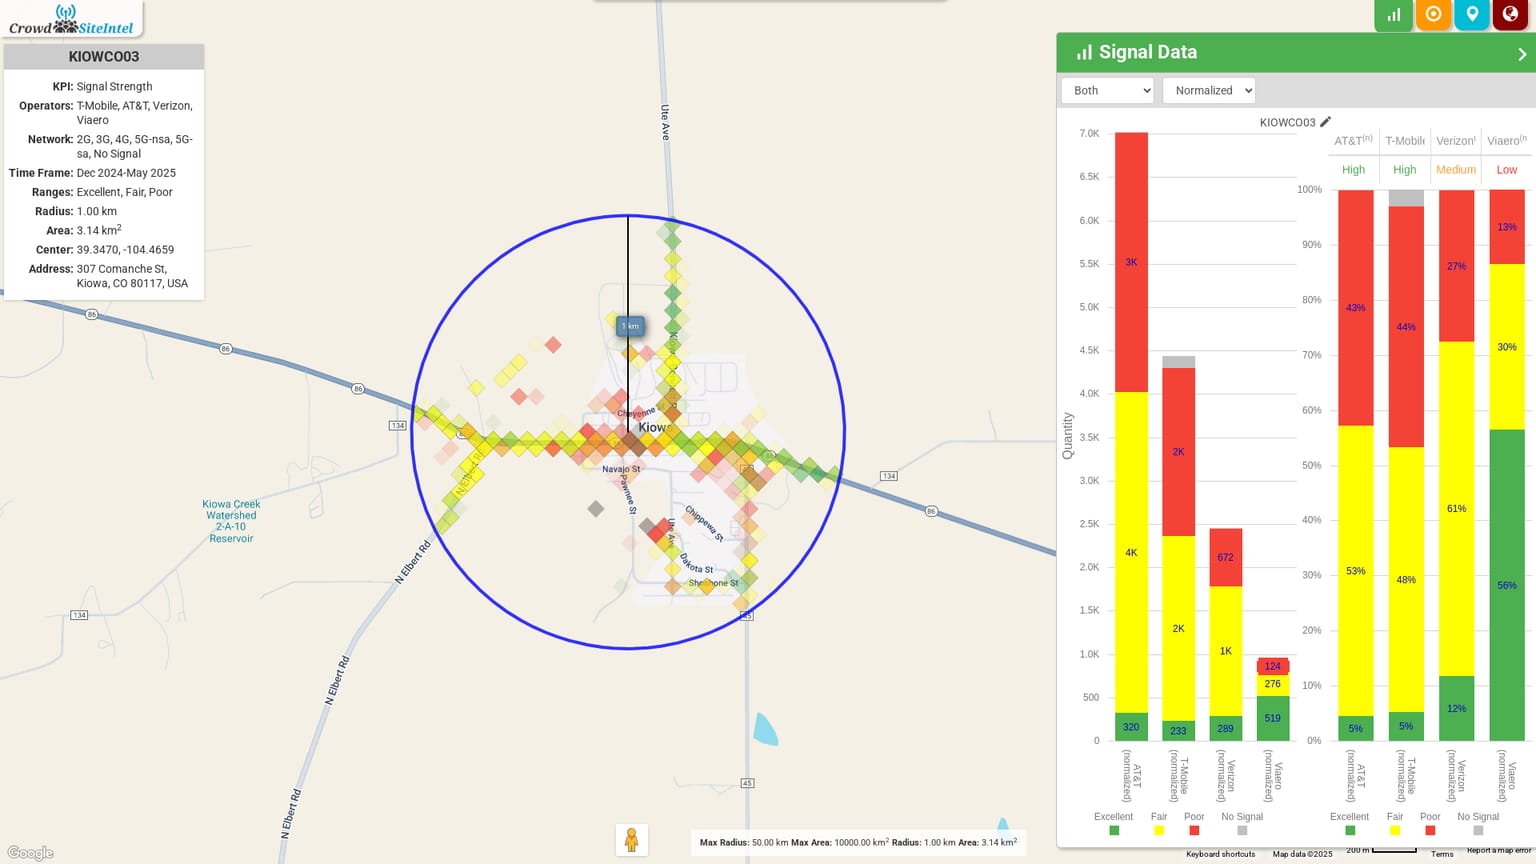 Crowd SiteIntel
KIOWCO03
KPI: Signal Strength
Operators: T-Mobile, AT&T, Verizon,
Viaero
Network: 2G, 3G, 4G, 5G-nsa, 5G-
sa, No Signal
Time Frame: Dec 2024-May 2025
Ranges: Excellent, Fair, Poor
Radius: 1.00 km
Area: 3.14 km²
Center: 39.3470, -104.4659
Address: 307 Comanche St,
Kiowa, CO 80117, USA
86
86
86
134
Ute Ave
1 km
Cheyenne St
Kiowa
Navajo St
Pawnee St
N Elbert Rd
Chippewa St
Ute Ave
Dakota St
Shoshone St
86
134
86
45
45
Kiowa Creek
Watershed
2-A-10
Reservoir
134
N Elbert Rd
N Elbert Rd
N Elbert Rd
Google
Max Radius: 50.00 km Max Area: 10000.00 km² Radius: 1.00 km Area: 3.14 km²
Signal Data
Both
Normalized
KIOWCO03
Quantity
7.0K
6.5K
6.0K
5.5K
5.0K
4.5K
4.0K
3.5K
3.0K
2.5K
2.0K
1.5K
1.0K
500
0
3K
4K
320
2K
2K
233
672
1K
289
124
276
519
AT&T (normalized)
T-Mobile (normalized)
Verizon (normalized)
Viaero (normalized)
Excellent Fair Poor No Signal
AT&T(n) T-Mobile Verizon Viaero(n
High High Medium Low
100%
90%
80%
70%
60%
50%
40%
30%
20%
10%
0%
43%
53%
5%
44%
48%
5%
27%
61%
12%
13%
30%
56%
AT&T (normalized)
T-Mobile (normalized)
Verizon (normalized)
Viaero (normalized)
Excellent Fair Poor No Signal
Keyboard shortcuts Map data ©2025 200 m Terms Report a map error